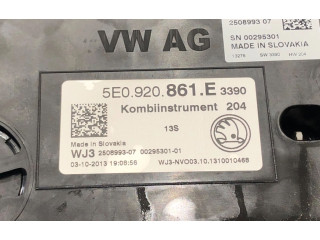 VW AG
2508993 07
SN 00295301
MADE IN SLOVAKIA
5E0.920.861.E 3390
Kombiinstrument 204
13S
Made in Slovakia
WJ3 2508993-07 00295301-01
03-10-2013 19:08:56 WJ3-NVO03.10.1310010468